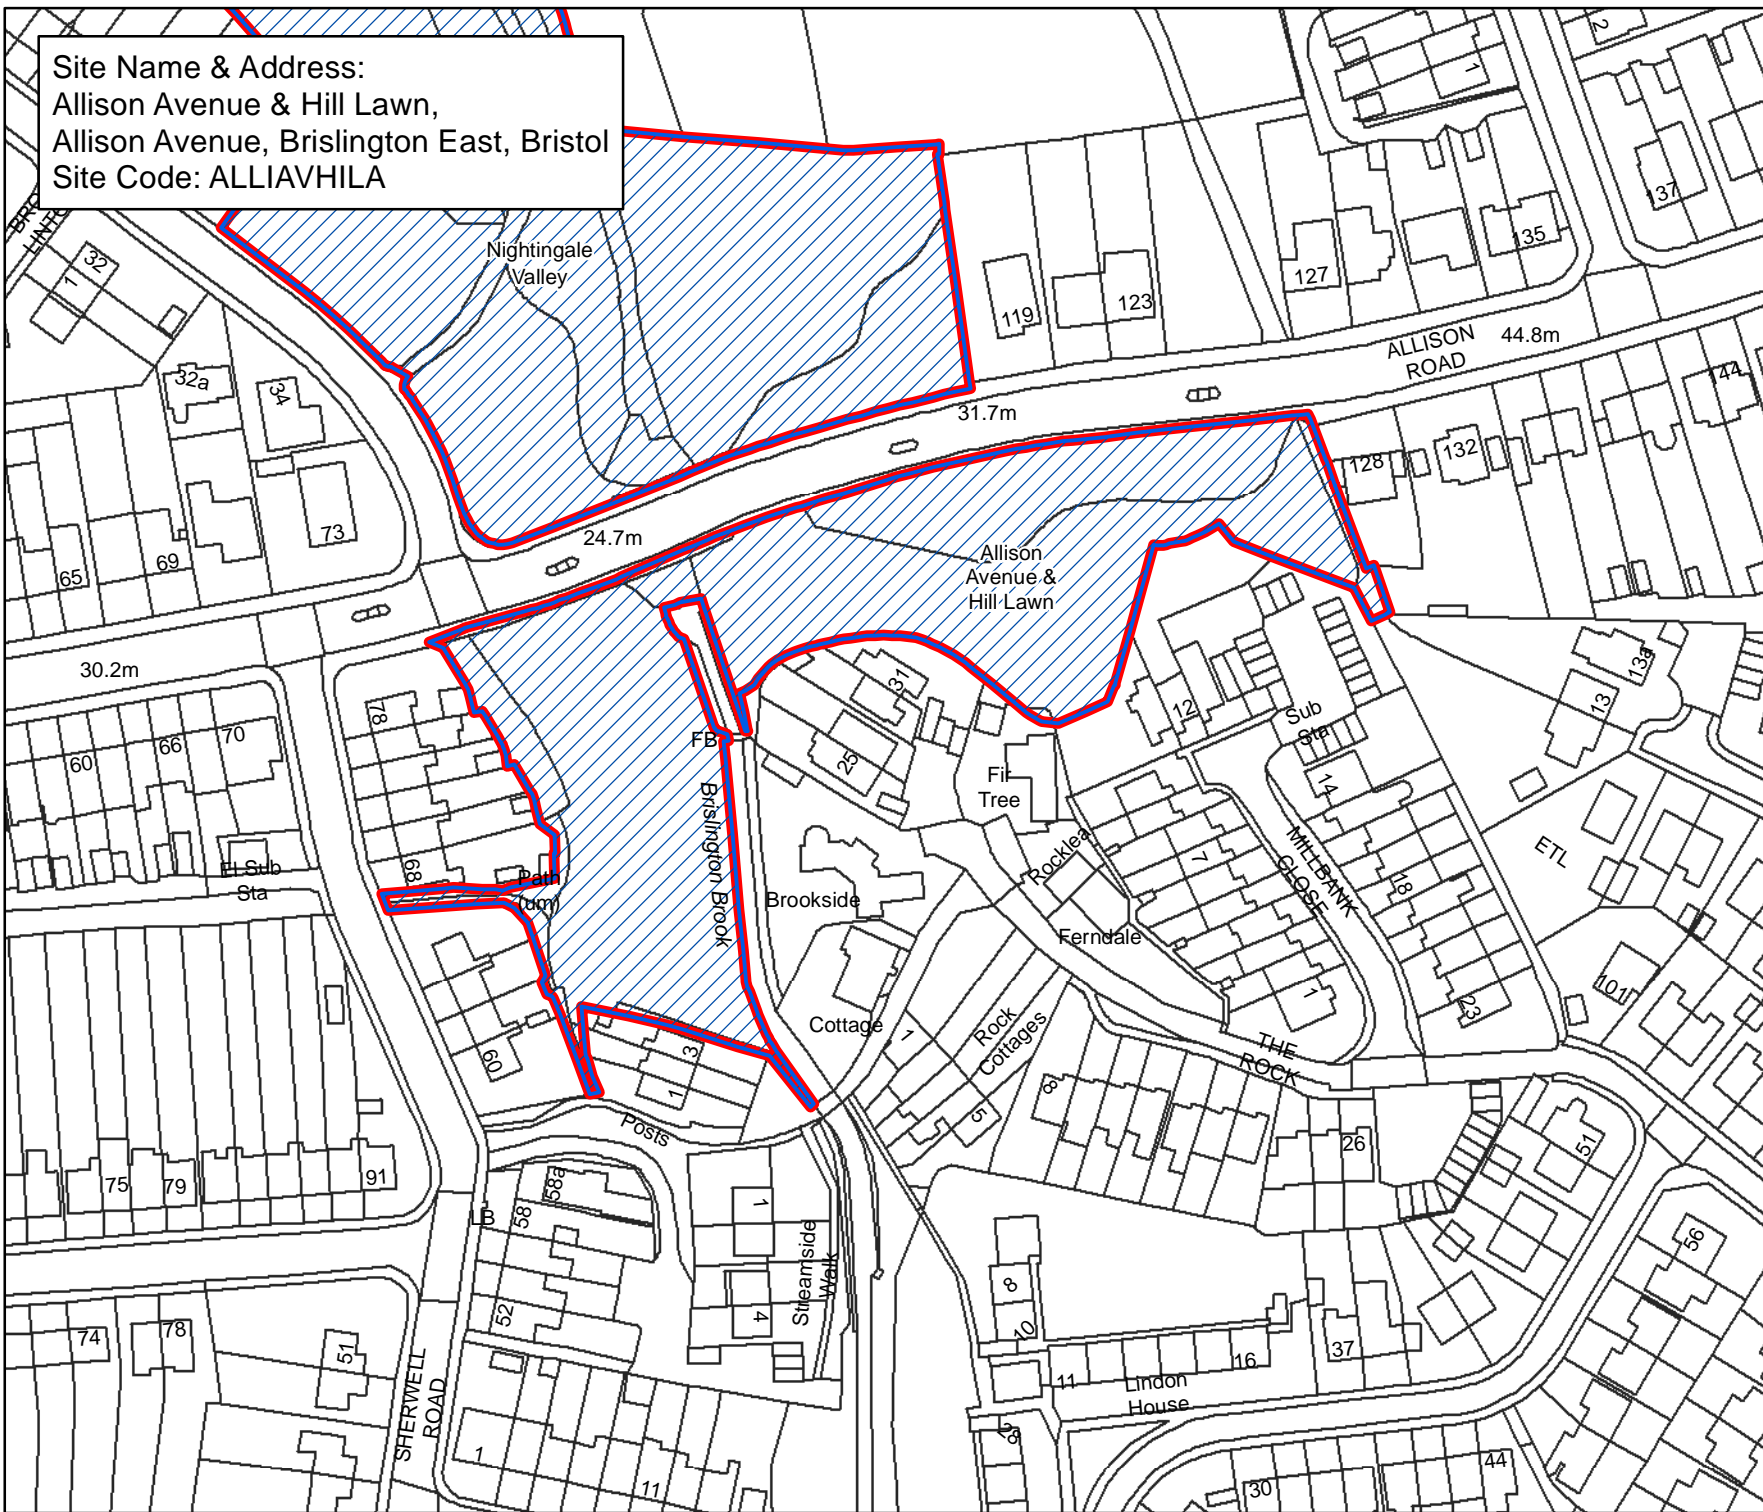 Site Name & Address:
Allison Avenue & Hill Lawn,
Allison Avenue, Brislington East, Bristol
Site Code: ALLIAVHILA
2
1
137
135
127
Nightingale
Valley
32
1
119
123
ALLISON
ROAD
44.8m
32a
34
31.7m
144
128
132
73
69
65
24.7m
Allison
Avenue &
Hill Lawn
30.2m
78
70
66
60
31
25
FB
12
Sub
Sta
13a
13
14
Fir
Tree
Brislington Brook
El Sub
Sta
68
Path
(um)
Rocklea
7
MILLBANK
CLOSE
18
ETL
Brookside
Ferndale
101
1
23
Cottage
1
Rock
Cottages
5
THE
ROCK
60
3
1
Posts
8
26
51
75
79
91
58a
58
LB
1
4
Streamside
Walk
56
52
8
10
74
78
51
SHERWELL
ROAD
37
16
11
Lindon
House
28
1
11
30
44